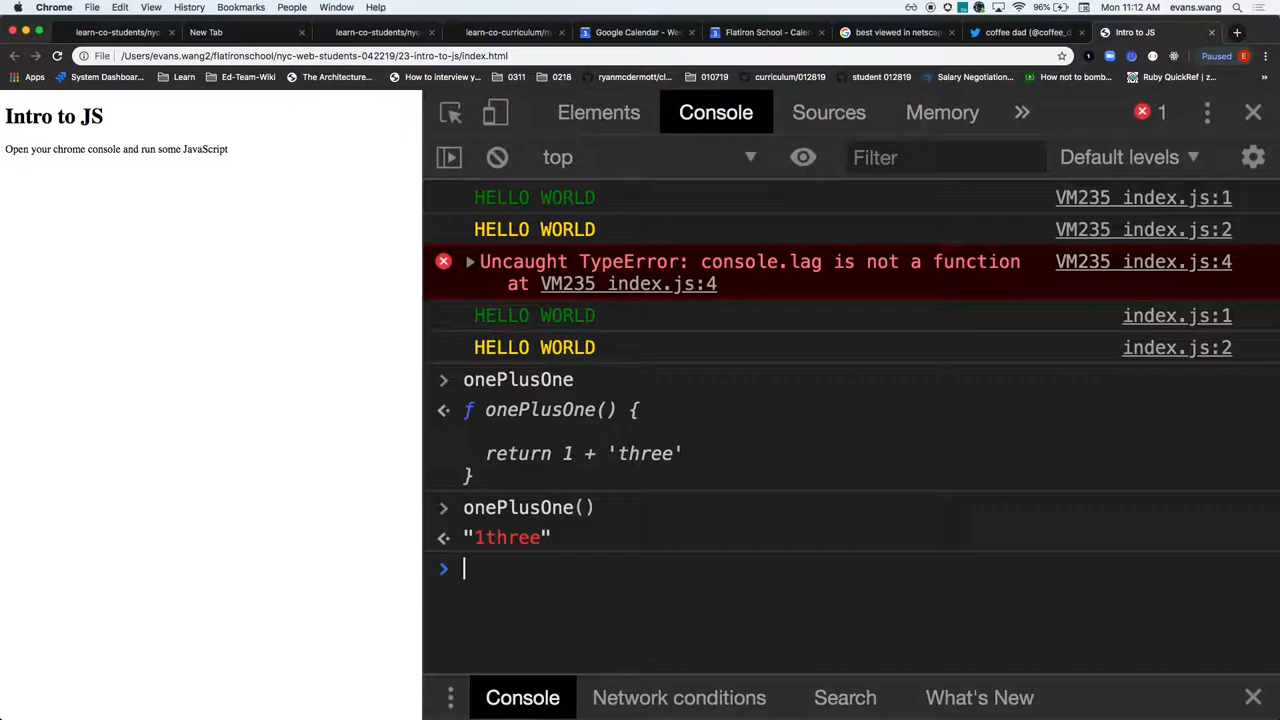 Chrome File Edit View History Bookmarks People Window Help 96% Mon 11:12 AM evans.wang
learn-co-students/nyc New Tab learn-co-students/nyc learn-co-curriculum/n Google Calendar - We Flatiron School - Calen best viewed in netscap coffee dad (@coffee_d Intro to JS
File /Users/evans.wang2/flatironschool/nyc-web-students-042219/23-intro-to-js/index.html Paused E
Apps System Dashboar... Learn Ed-Team-Wiki The Architecture... How to interview y... 0311 0218 ryanmcdermott/cl... 010719 curriculum/012819 student 012819 Salary Negotiation... How not to bomb... Ruby QuickRef | z... »
Intro to JS
Open your chrome console and run some JavaScript
Elements Console Sources Memory » 1
top Filter Default levels
HELLO WORLD VM235 index.js:1
HELLO WORLD VM235 index.js:2
Uncaught TypeError: console.lag is not a function VM235 index.js:4
at VM235 index.js:4
HELLO WORLD index.js:1
HELLO WORLD index.js:2
> onePlusOne
ƒ onePlusOne() {
return 1 + 'three'
}
> onePlusOne()
"1three"
>
Console Network conditions Search What's New